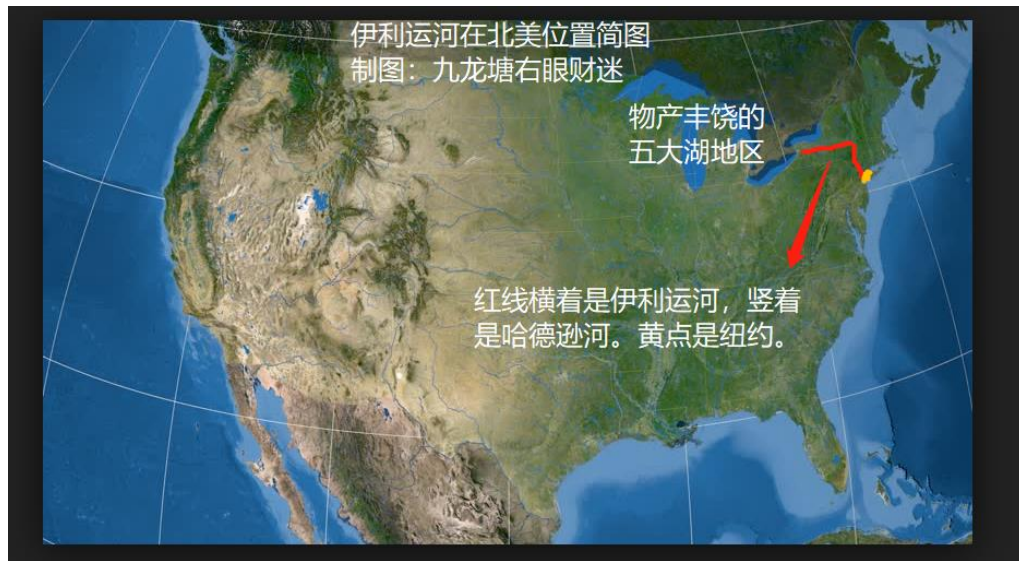 伊利运河在北美位置简图
制图：九龙塘右眼财迷
物产丰饶的
五大湖地区
红线横着是伊利运河，竖着
是哈德逊河。黄点是纽约。